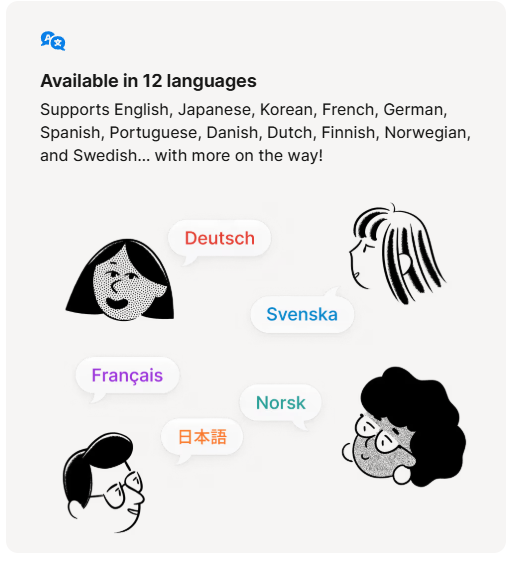 Available in 12 languages
Supports English, Japanese, Korean, French, German,
Spanish, Portuguese, Danish, Dutch, Finnish, Norwegian,
and Swedish... with more on the way!
Deutsch
Svenska
Français
Norsk
日本語